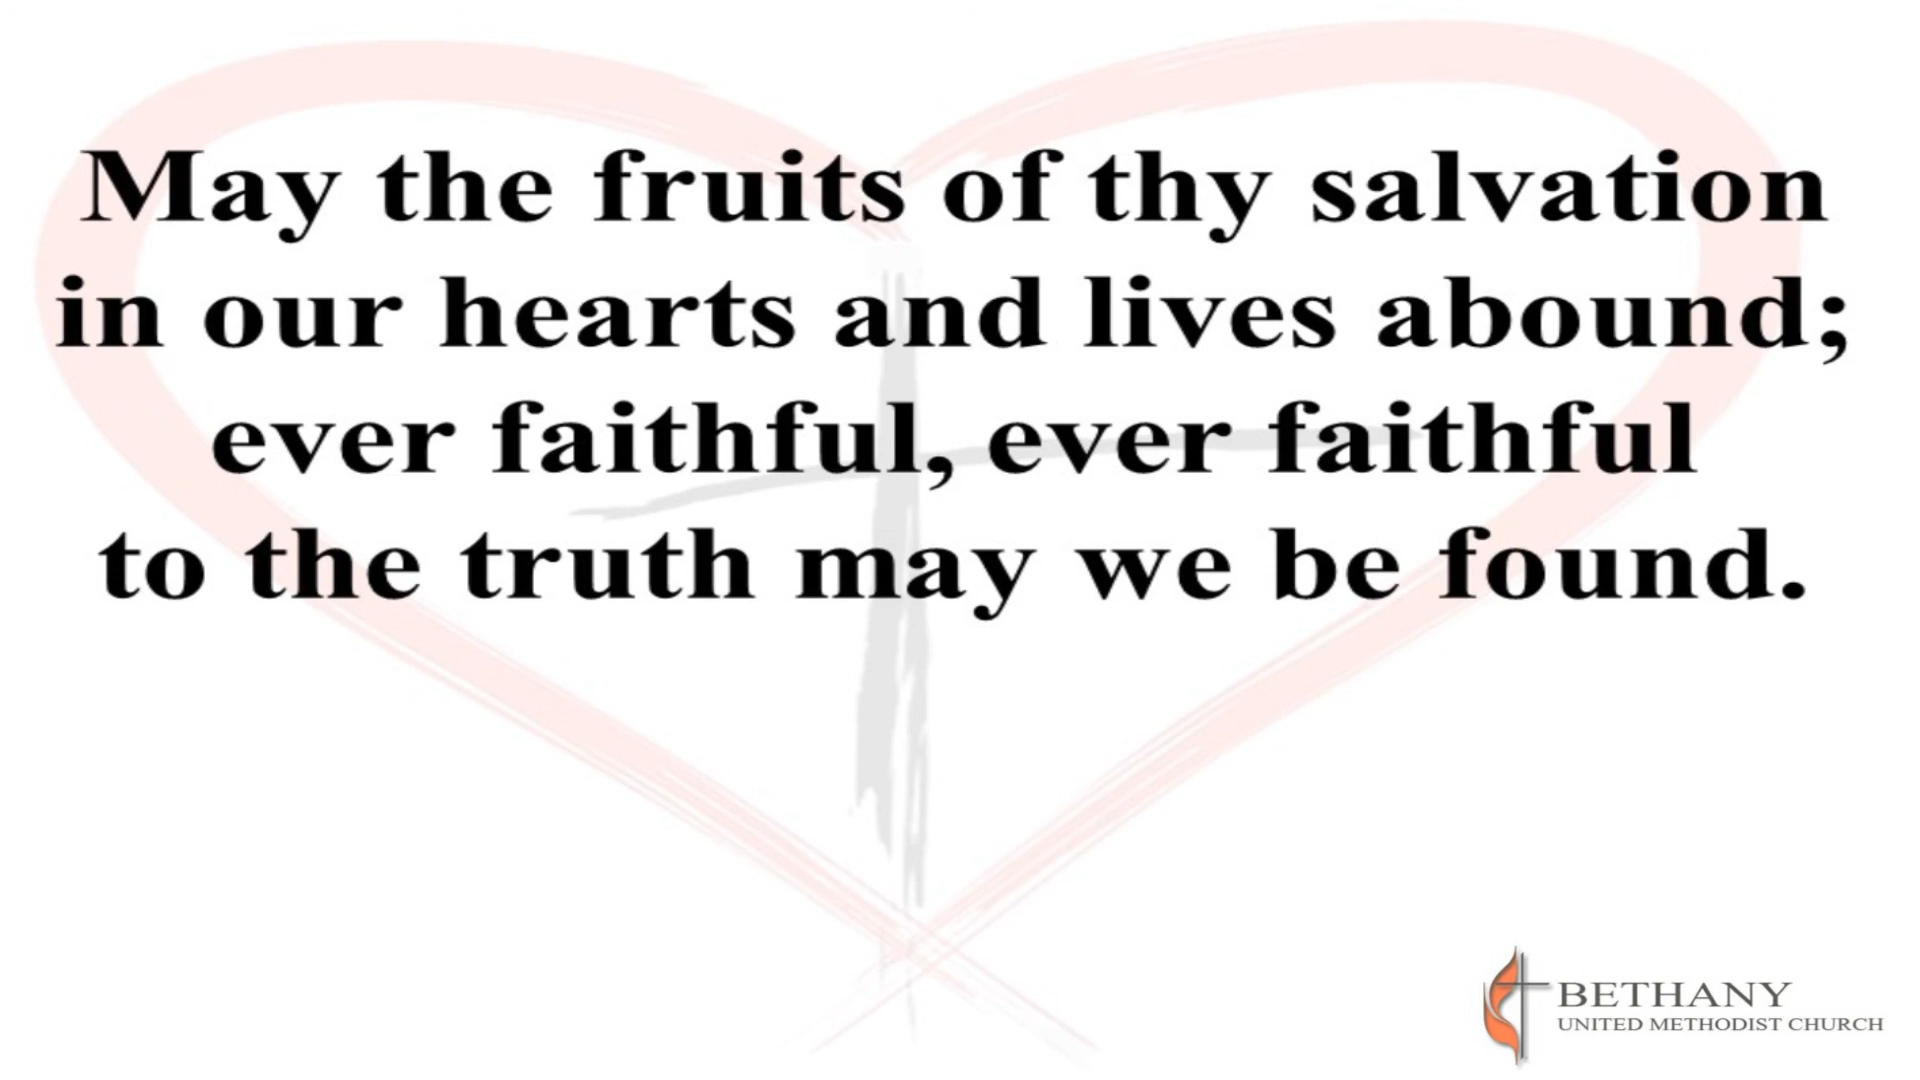 May the fruits of thy salvation
in our hearts and lives abound;
ever faithful, ever faithful
to the truth may we be found.
BETHANY
UNITED METHODIST CHURCH